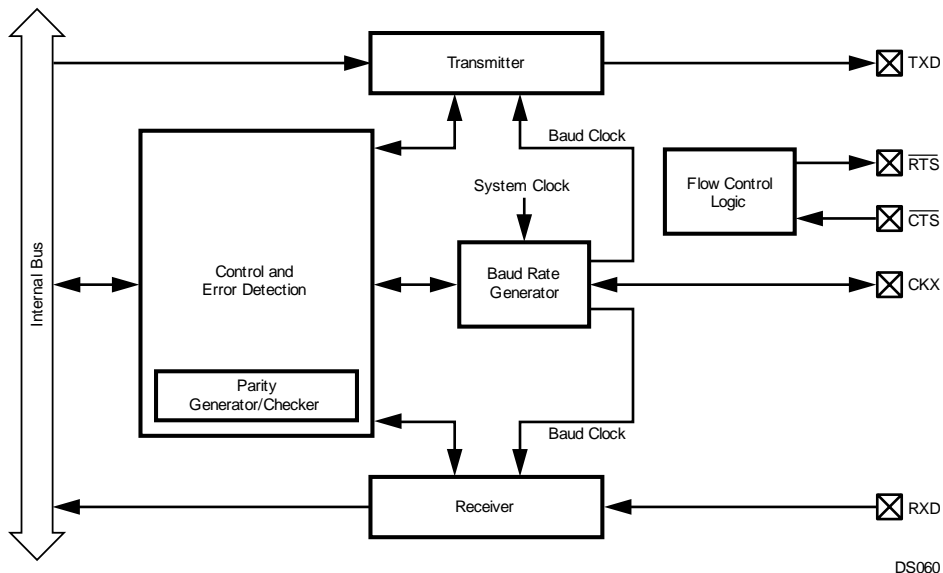 Transmitter
TXD
Baud Clock
RTS
System Clock
Flow Control
Logic
CTS
Internal Bus
Control and
Error Detection
Baud Rate
Generator
CKX
Parity
Generator/Checker
Baud Clock
Receiver
RXD
DS060